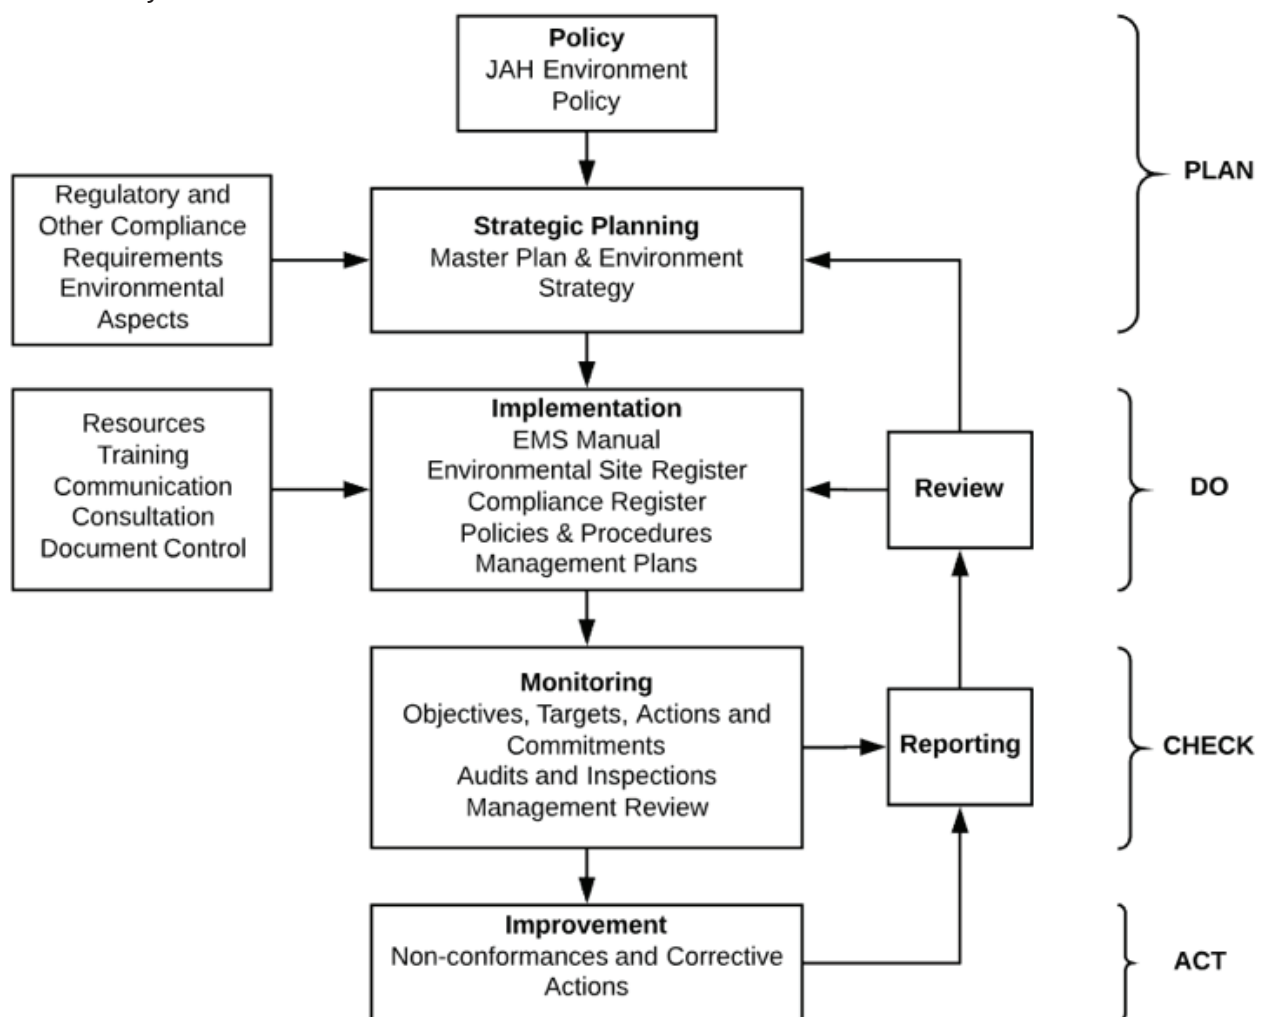 Policy
JAH Environment
Policy
PLAN
Regulatory and
Other Compliance
Requirements
Environmental
Aspects
Strategic Planning
Master Plan & Environment
Strategy
Resources
Training
Communication
Consultation
Document Control
Implementation
EMS Manual
Environmental Site Register
Compliance Register
Policies & Procedures
Management Plans
Review
DO
Monitoring
Objectives, Targets, Actions and
Commitments
Audits and Inspections
Management Review
Reporting
CHECK
Improvement
Non-conformances and Corrective
Actions
ACT